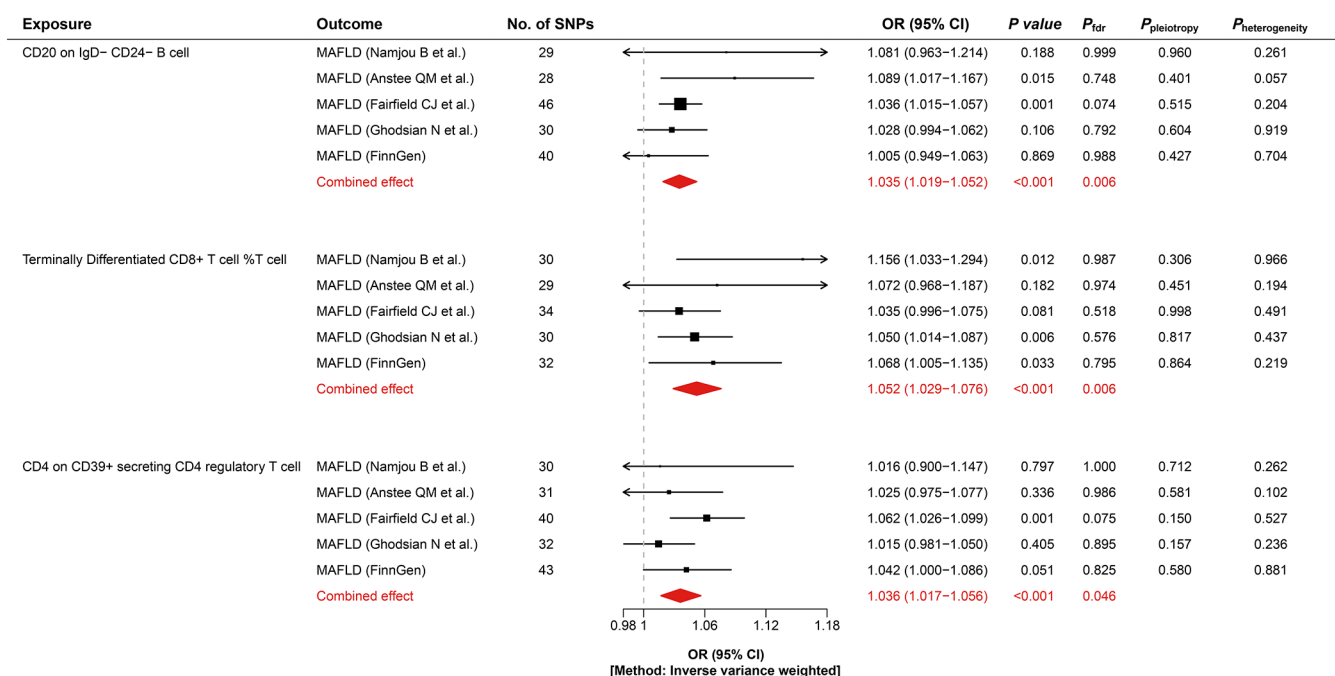 Exposure Outcome No. of SNPs OR (95% CI) P value Pfdr Ppleiotropy Pheterogeneity
CD20 on IgD− CD24− B cell MAFLD (Namjou B et al.) 29 1.081 (0.963−1.214) 0.188 0.999 0.960 0.261
MAFLD (Anstee QM et al.) 28 1.089 (1.017−1.167) 0.015 0.748 0.401 0.057
MAFLD (Fairfield CJ et al.) 46 1.036 (1.015−1.057) 0.001 0.074 0.515 0.204
MAFLD (Ghodsian N et al.) 30 1.028 (0.994−1.062) 0.106 0.792 0.604 0.919
MAFLD (FinnGen) 40 1.005 (0.949−1.063) 0.869 0.988 0.427 0.704
Combined effect 1.035 (1.019−1.052) <0.001 0.006
Terminally Differentiated CD8+ T cell %T cell MAFLD (Namjou B et al.) 30 1.156 (1.033−1.294) 0.012 0.987 0.306 0.966
MAFLD (Anstee QM et al.) 29 1.072 (0.968−1.187) 0.182 0.974 0.451 0.194
MAFLD (Fairfield CJ et al.) 34 1.035 (0.996−1.075) 0.081 0.518 0.998 0.491
MAFLD (Ghodsian N et al.) 30 1.050 (1.014−1.087) 0.006 0.576 0.817 0.437
MAFLD (FinnGen) 32 1.068 (1.005−1.135) 0.033 0.795 0.864 0.219
Combined effect 1.052 (1.029−1.076) <0.001 0.006
CD4 on CD39+ secreting CD4 regulatory T cell MAFLD (Namjou B et al.) 30 1.016 (0.900−1.147) 0.797 1.000 0.712 0.262
MAFLD (Anstee QM et al.) 31 1.025 (0.975−1.077) 0.336 0.986 0.581 0.102
MAFLD (Fairfield CJ et al.) 40 1.062 (1.026−1.099) 0.001 0.075 0.150 0.527
MAFLD (Ghodsian N et al.) 32 1.015 (0.981−1.050) 0.405 0.895 0.157 0.236
MAFLD (FinnGen) 43 1.042 (1.000−1.086) 0.051 0.825 0.580 0.881
Combined effect 1.036 (1.017−1.056) <0.001 0.046
0.98 1 1.06 1.12 1.18
OR (95% CI)
[Method: Inverse variance weighted]